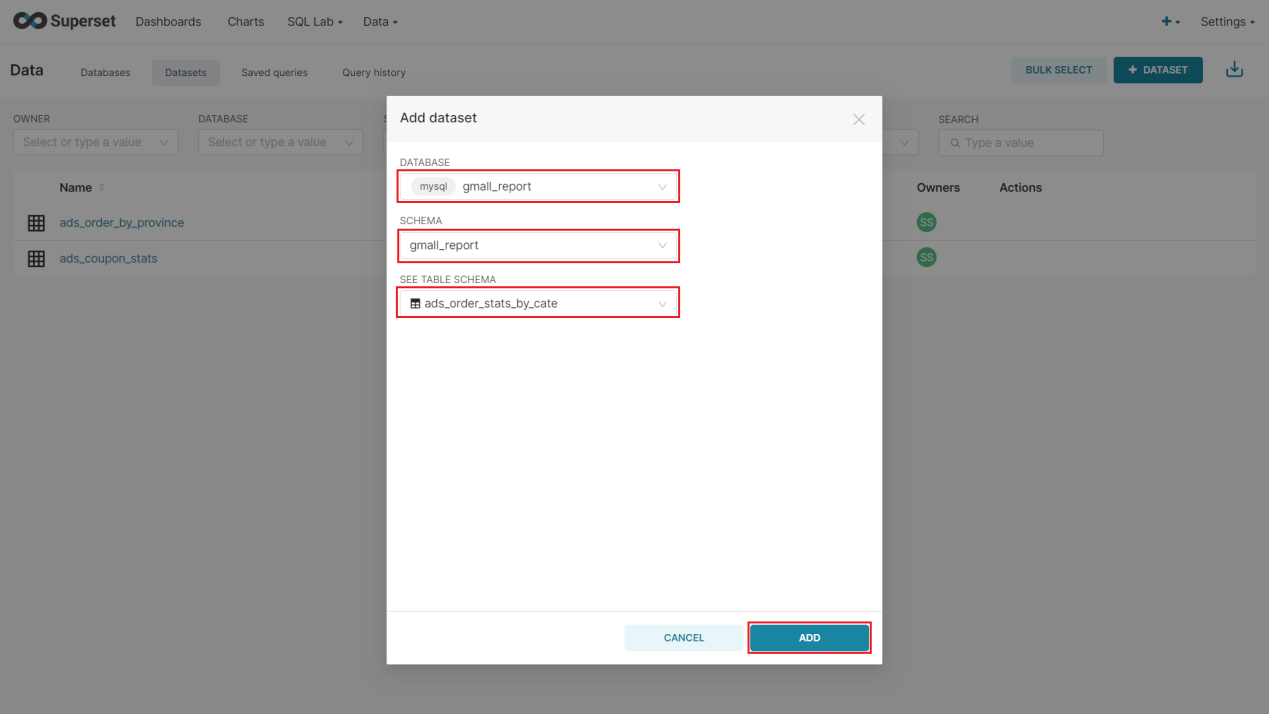 Superset Dashboards Charts SQL Lab Data Settings
Data Databases Datasets Saved queries Query history BULK SELECT + DATASET
OWNER DATABASE SEARCH
Select or type a value Select or type a value Type a value
Name Owners Actions
ads_order_by_province SS
ads_coupon_stats SS
Add dataset
DATABASE
mysql gmall_report
SCHEMA
gmall_report
SEE TABLE SCHEMA
ads_order_stats_by_cate
CANCEL ADD